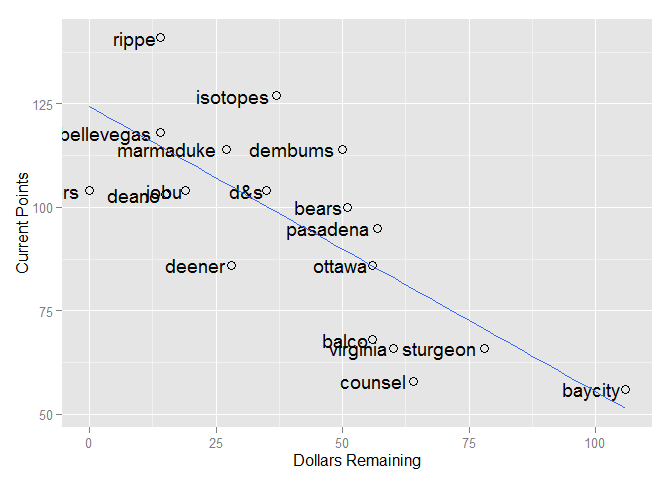 rippe
125
isotopes
bellevegas
marmaduke
dembums
rs
deano
jobu
d&s
100
bears
pasadena
deener
ottawa
75
balco
virginia
sturgeon
counsel
baycity
50
0
25
50
75
100
Dollars Remaining
Current Points